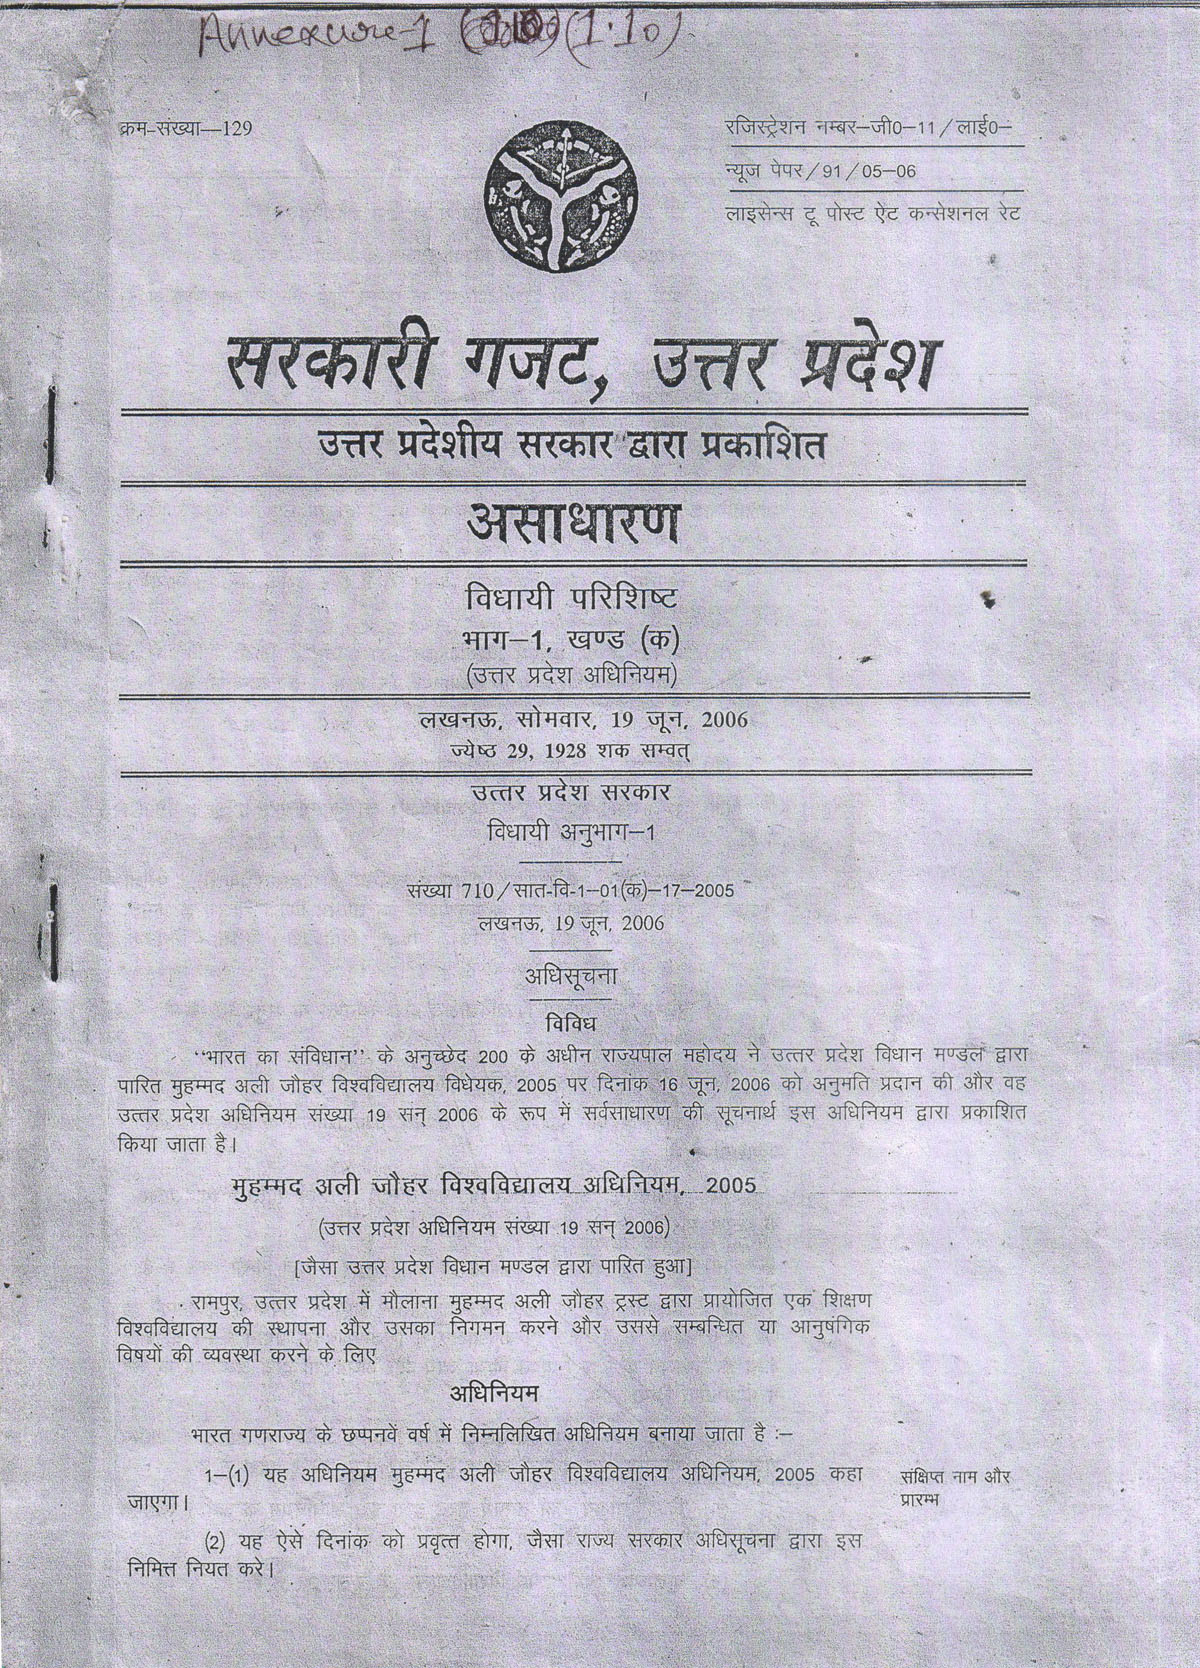 Annexure-1 (1.10)
क्रम-संख्या—129
रजिस्ट्रेशन नम्बर—जी0-11/लाई0—
न्यूज पेपर/91/05—06
लाइसेन्स टू पोस्ट ऐट कन्सेशनल रेट
सरकारी गजट, उत्तर प्रदेश
उत्तर प्रदेशीय सरकार द्वारा प्रकाशित
असाधारण
विधायी परिशिष्ट
भाग—1, खण्ड (क)
(उत्तर प्रदेश अधिनियम)
लखनऊ, सोमवार, 19 जून, 2006
ज्येष्ठ 29, 1928 शक सम्वत्
उत्तर प्रदेश सरकार
विधायी अनुभाग—1
संख्या 710/सात-वि-1—01(क)—17—2005
लखनऊ, 19 जून, 2006
अधिसूचना
विविध
"भारत का संविधान" के अनुच्छेद 200 के अधीन राज्यपाल महोदय ने उत्तर प्रदेश विधान मण्डल द्वारा
पारित मुहम्मद अली जौहर विश्वविद्यालय विधेयक, 2005 पर दिनांक 16 जून, 2006 को अनुमति प्रदान की और वह
उत्तर प्रदेश अधिनियम संख्या 19 सन् 2006 के रूप में सर्वसाधारण की सूचनार्थ इस अधिनियम द्वारा प्रकाशित
किया जाता है।
मुहम्मद अली जौहर विश्वविद्यालय अधिनियम, 2005
(उत्तर प्रदेश अधिनियम संख्या 19 सन् 2006)
[जैसा उत्तर प्रदेश विधान मण्डल द्वारा पारित हुआ]
रामपुर, उत्तर प्रदेश में मौलाना मुहम्मद अली जौहर ट्रस्ट द्वारा प्रायोजित एक शिक्षण
विश्वविद्यालय की स्थापना और उसका निगमन करने और उससे सम्बन्धित या आनुषंगिक
विषयों की व्यवस्था करने के लिए
अधिनियम
भारत गणराज्य के छप्पनवें वर्ष में निम्नलिखित अधिनियम बनाया जाता है :—
1—(1) यह अधिनियम मुहम्मद अली जौहर विश्वविद्यालय अधिनियम, 2005 कहा
जाएगा।
संक्षिप्त नाम और
प्रारम्भ
(2) यह ऐसे दिनांक को प्रवृत्त होगा, जैसा राज्य सरकार अधिसूचना द्वारा इस
निमित्त नियत करे।